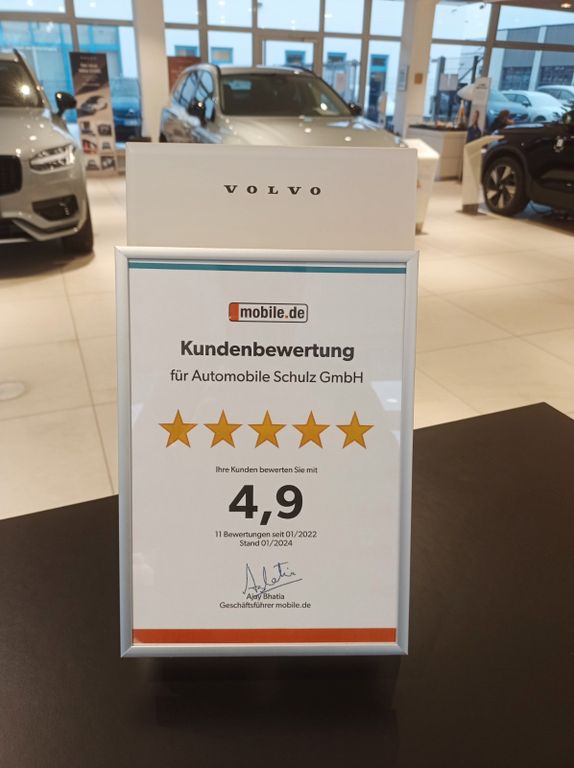 VOLVO
mobile.de
Kundenbewertung
für Automobile Schulz GmbH
Ihre Kunden bewerten Sie mit
4,9
11 Bewertungen seit 01/2022
Stand 01/2024
Ajay Bhatia
Geschäftsführer mobile.de